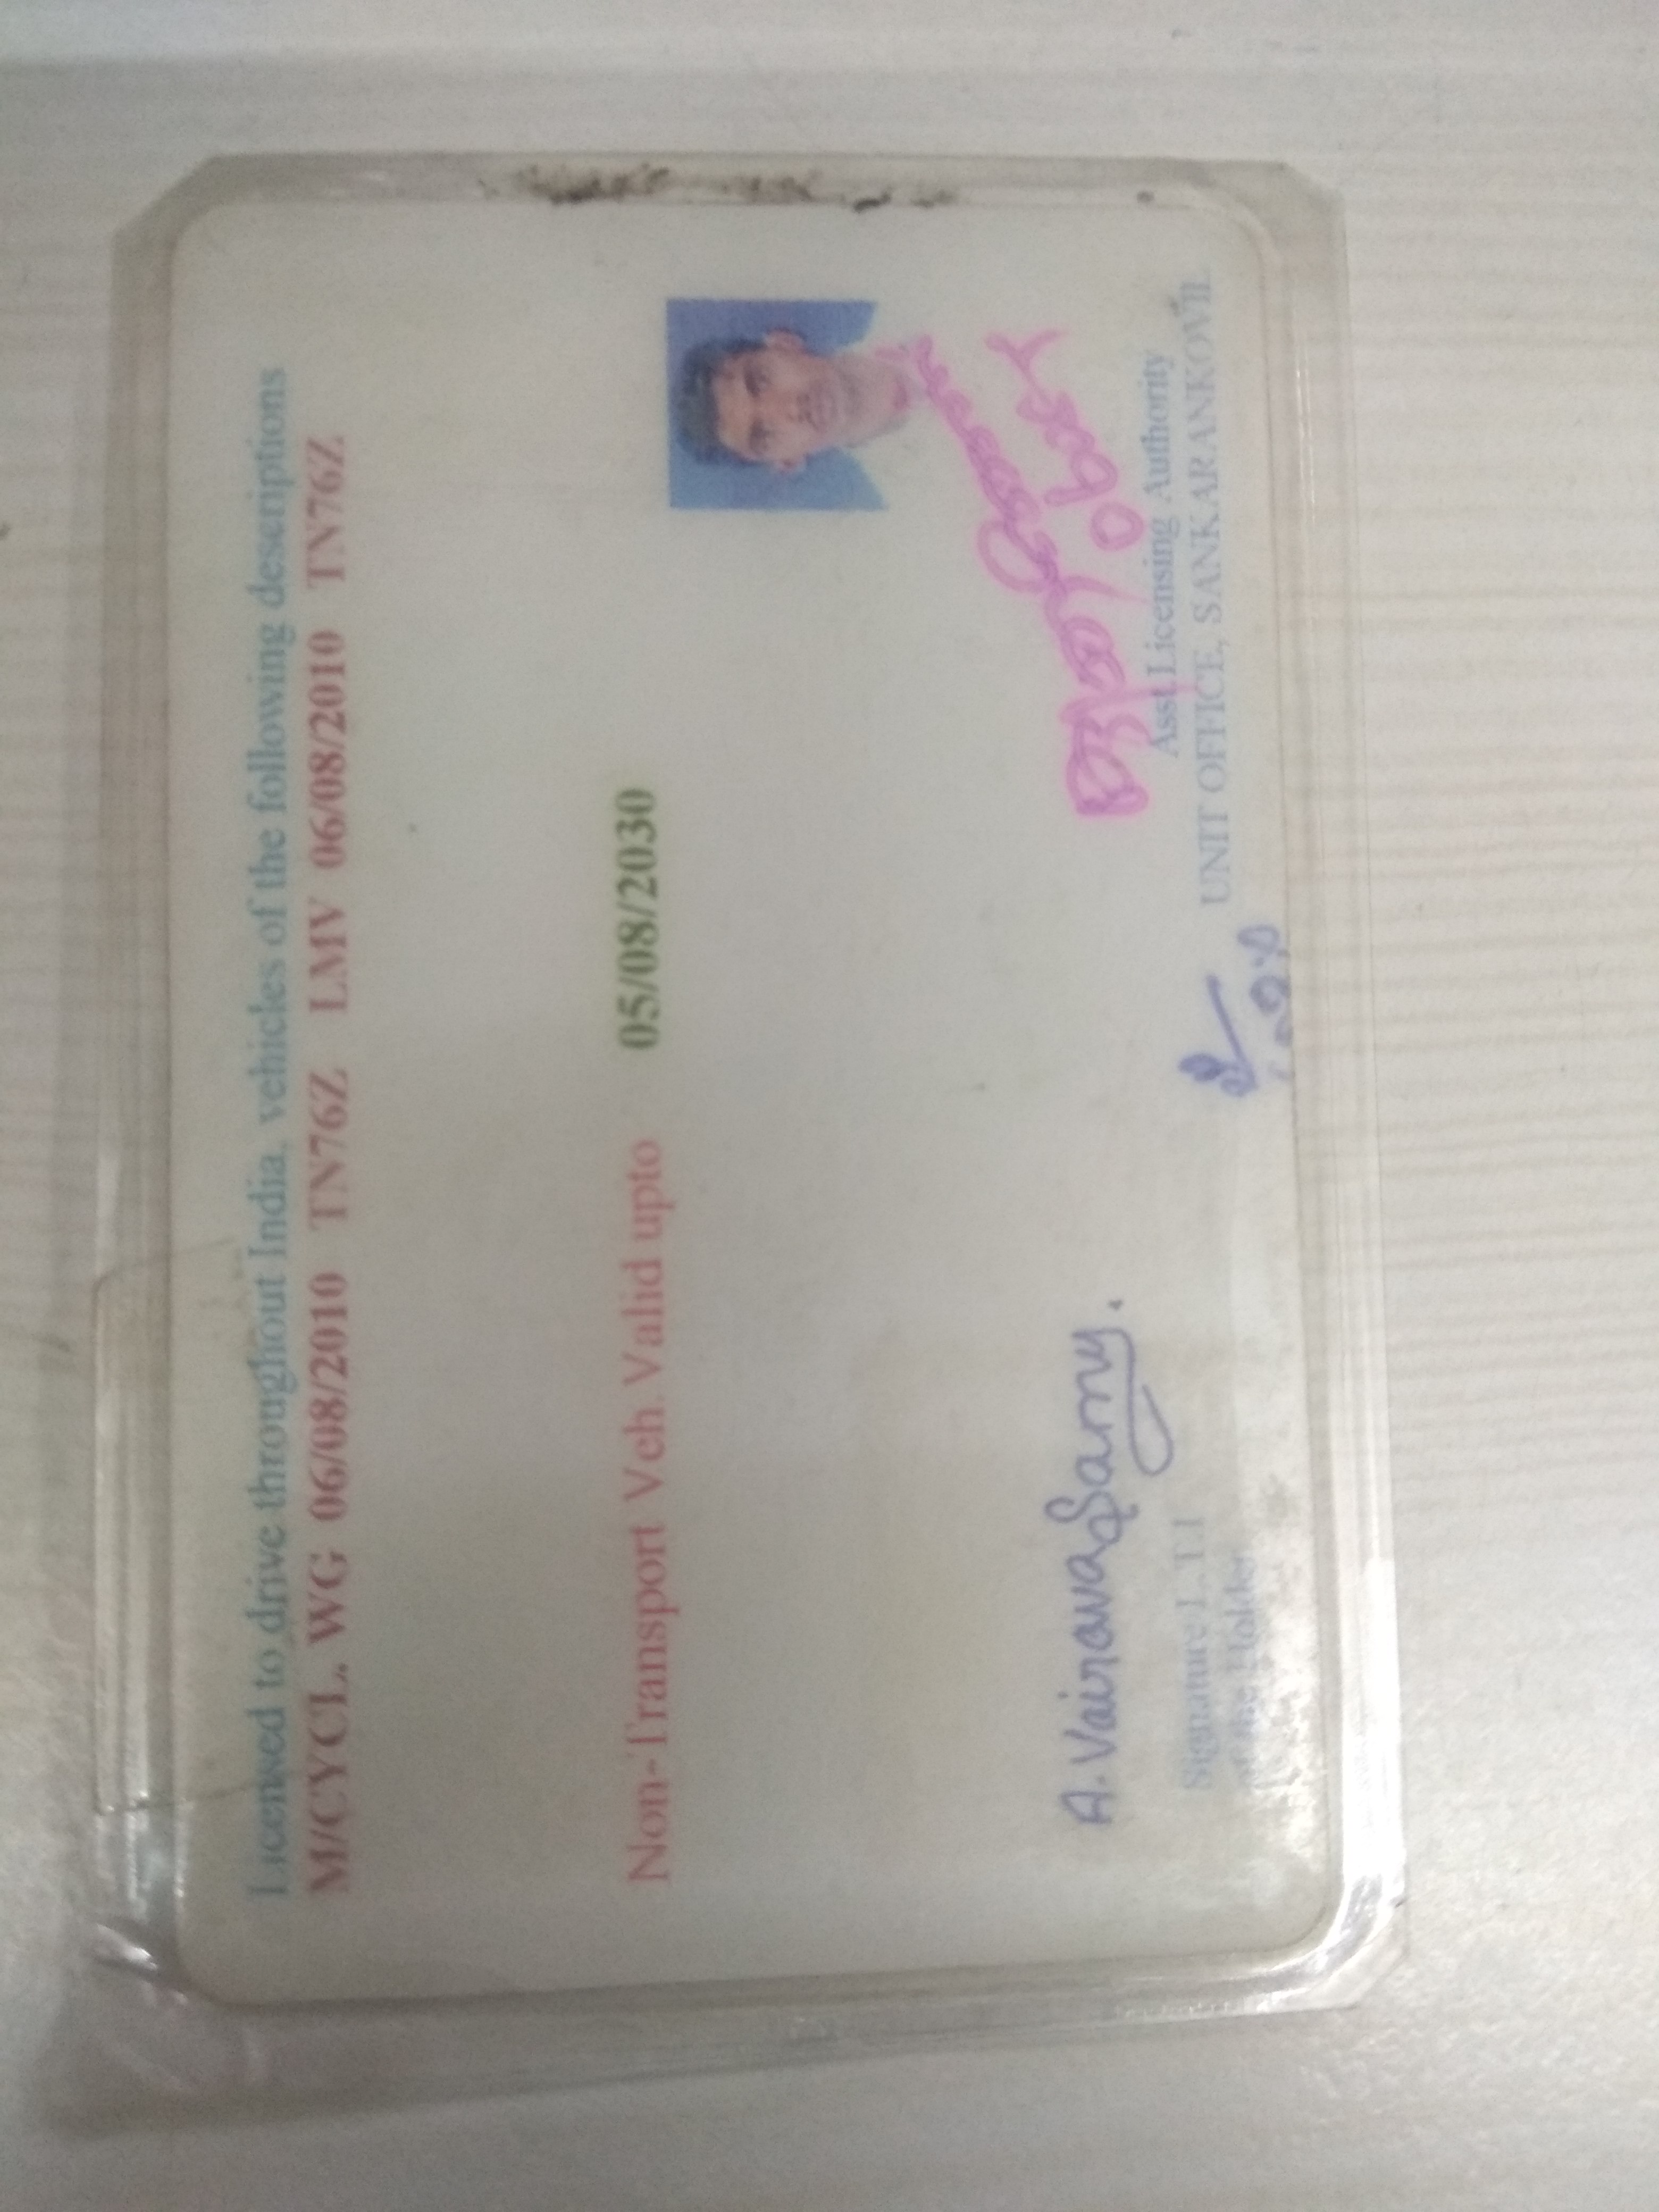 Licensed to drive throughout India, vehicles of the following descriptions
M/CYCL. WG 06/08/2010 TN76Z LMV 06/08/2010 TN76Z
Non-Transport Veh. Valid upto 05/08/2030
A. VairavaSamy.
Signature/L.T.I
of the Holder
Asst Licensing Authority
UNIT OFFICE, SANKARANKOVIL